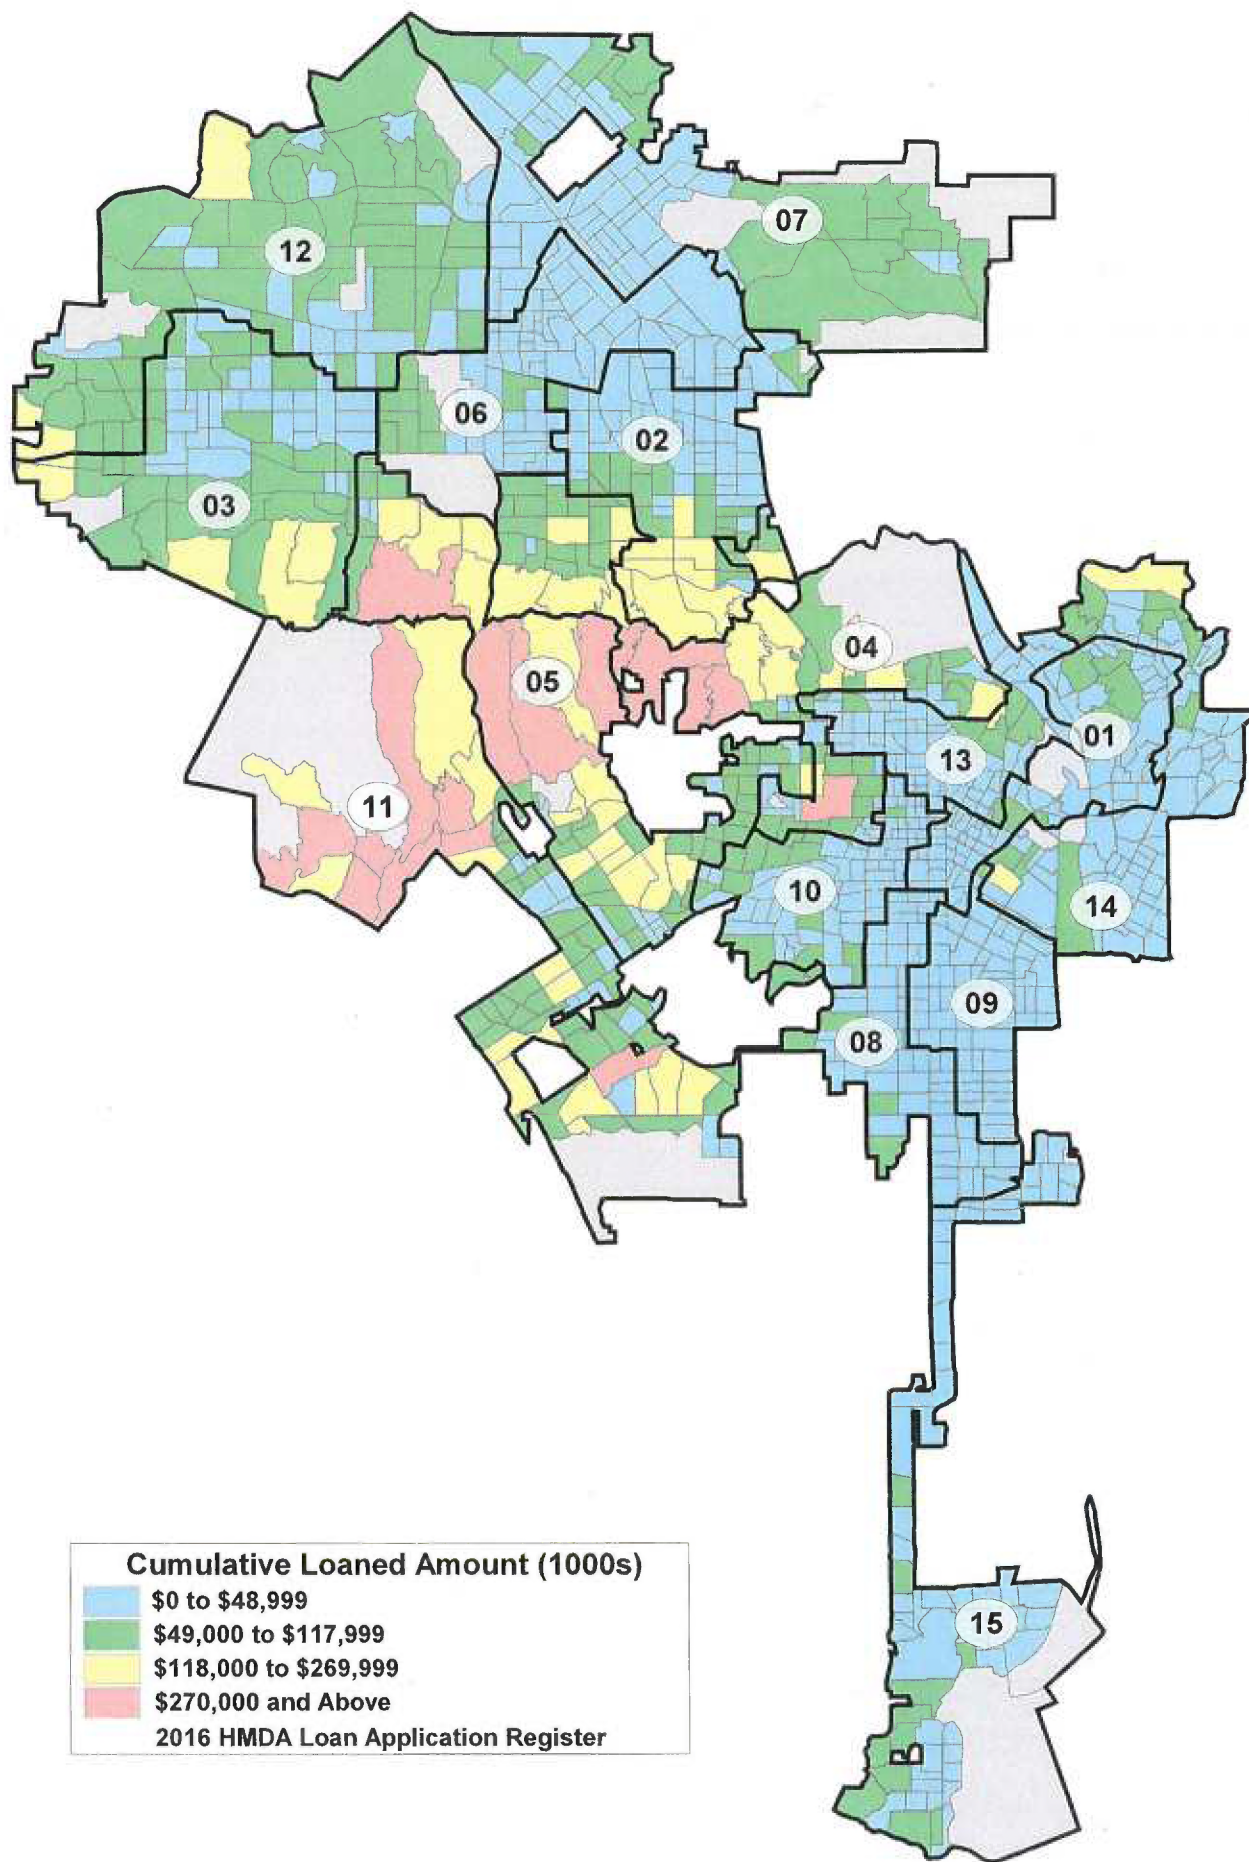 07
12
06
02
03
04
05
01
13
11
10
14
09
08
15
Cumulative Loaned Amount (1000s)
$0 to $48,999
$49,000 to $117,999
$118,000 to $269,999
$270,000 and Above
2016 HMDA Loan Application Register